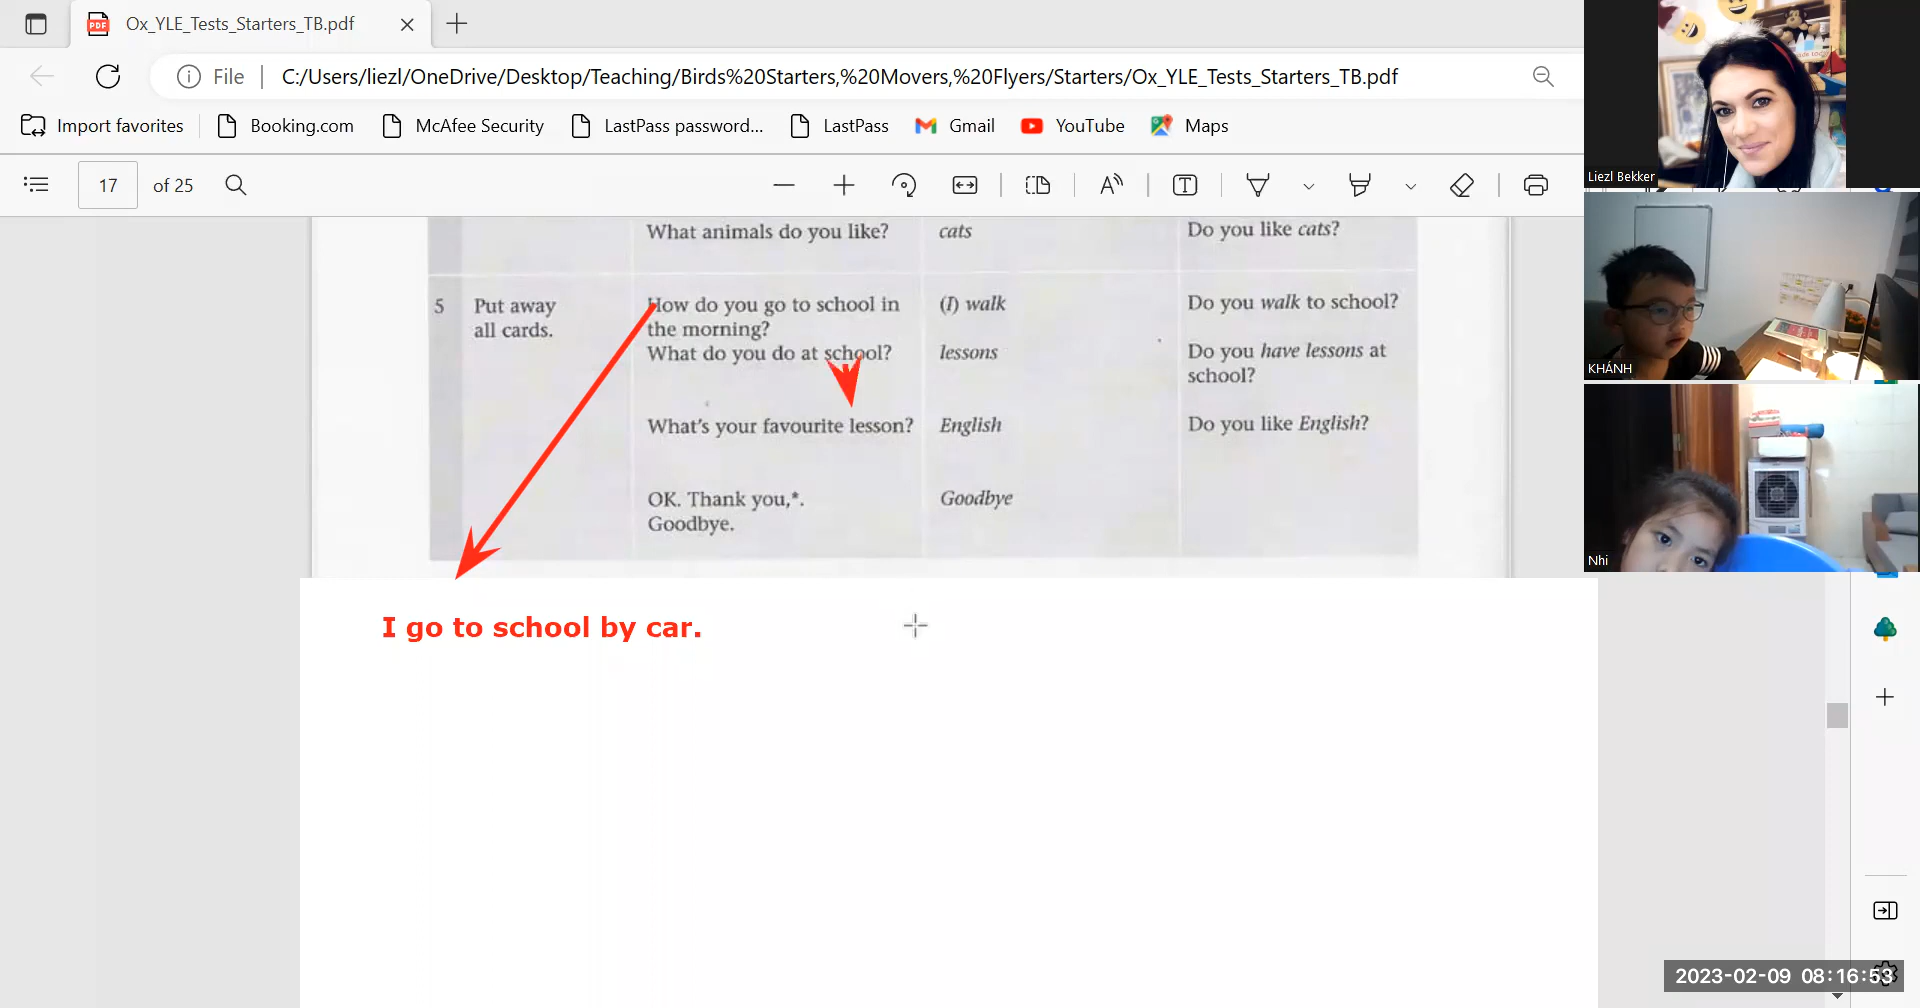 Ox_YLE_Tests_Starters_TB.pdf
File C:/Users/liezl/OneDrive/Desktop/Teaching/Birds%20Starters,%20Movers,%20Flyers/Starters/Ox_YLE_Tests_Starters_TB.pdf
Import favorites Booking.com McAfee Security LastPass password... LastPass Gmail YouTube Maps
17 of 25
What animals do you like? cats Do you like cats?
5 Put away How do you go to school in (I) walk Do you walk to school?
all cards. the morning?
What do you do at school? lessons Do you have lessons at
school?
What's your favourite lesson? English Do you like English?
OK. Thank you,*. Goodbye
Goodbye.
I go to school by car.
Liezl Bekker
KHÁNH
Nhi
2023-02-09 08:16:53